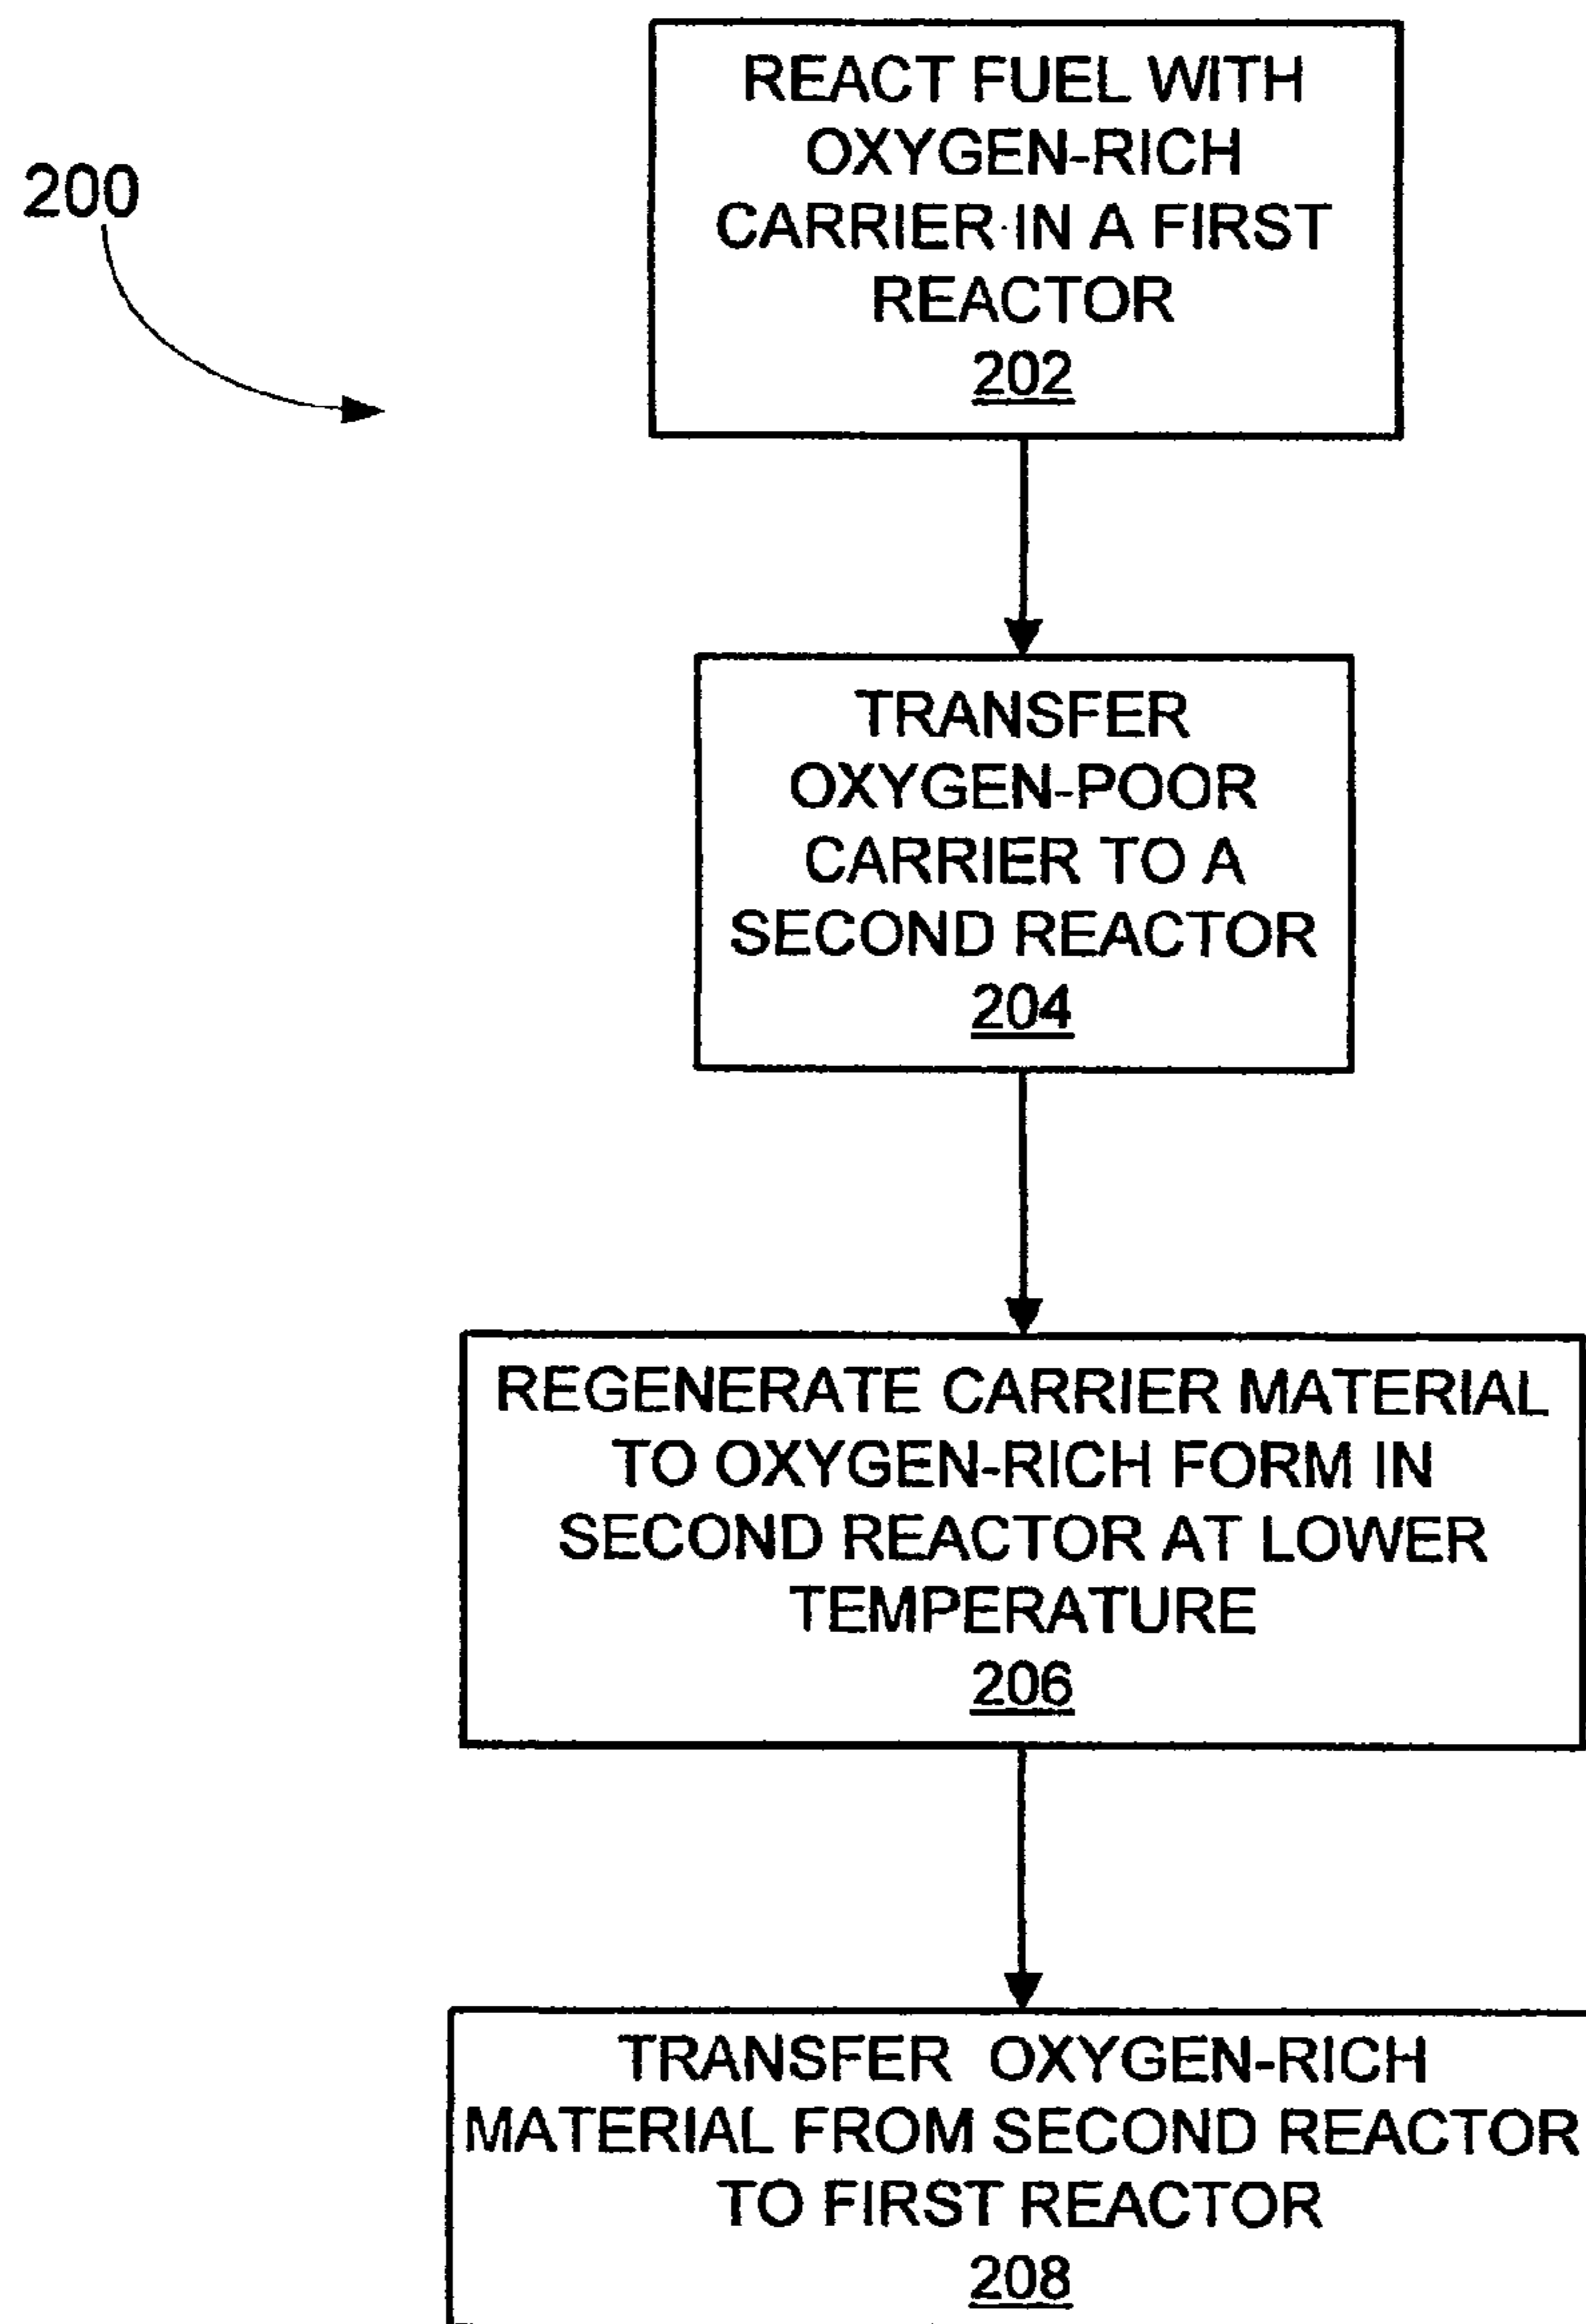 200
REACT FUEL WITH
OXYGEN-RICH
CARRIER IN A FIRST
REACTOR
202
TRANSFER
OXYGEN-POOR
CARRIER TO A
SECOND REACTOR
204
REGENERATE CARRIER MATERIAL
TO OXYGEN-RICH FORM IN
SECOND REACTOR AT LOWER
TEMPERATURE
206
TRANSFER OXYGEN-RICH
MATERIAL FROM SECOND REACTOR
TO FIRST REACTOR
208